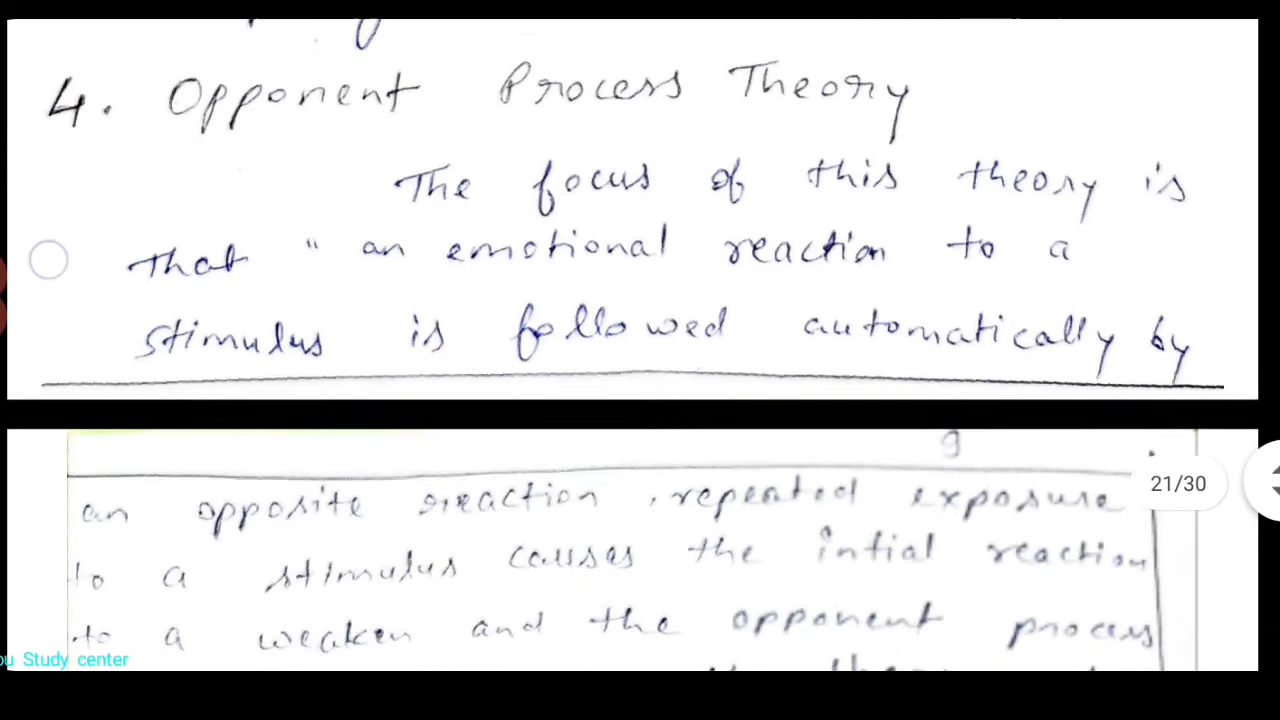 4. Opponent Process Theory
The focus of this theory is
that " an emotional reaction to a
stimulus is followed automatically by
9
21/30
an opposite reaction , repeated exposure
to a stimulus causes the intial reaction
to a weaken and the opponent process
ou Study center